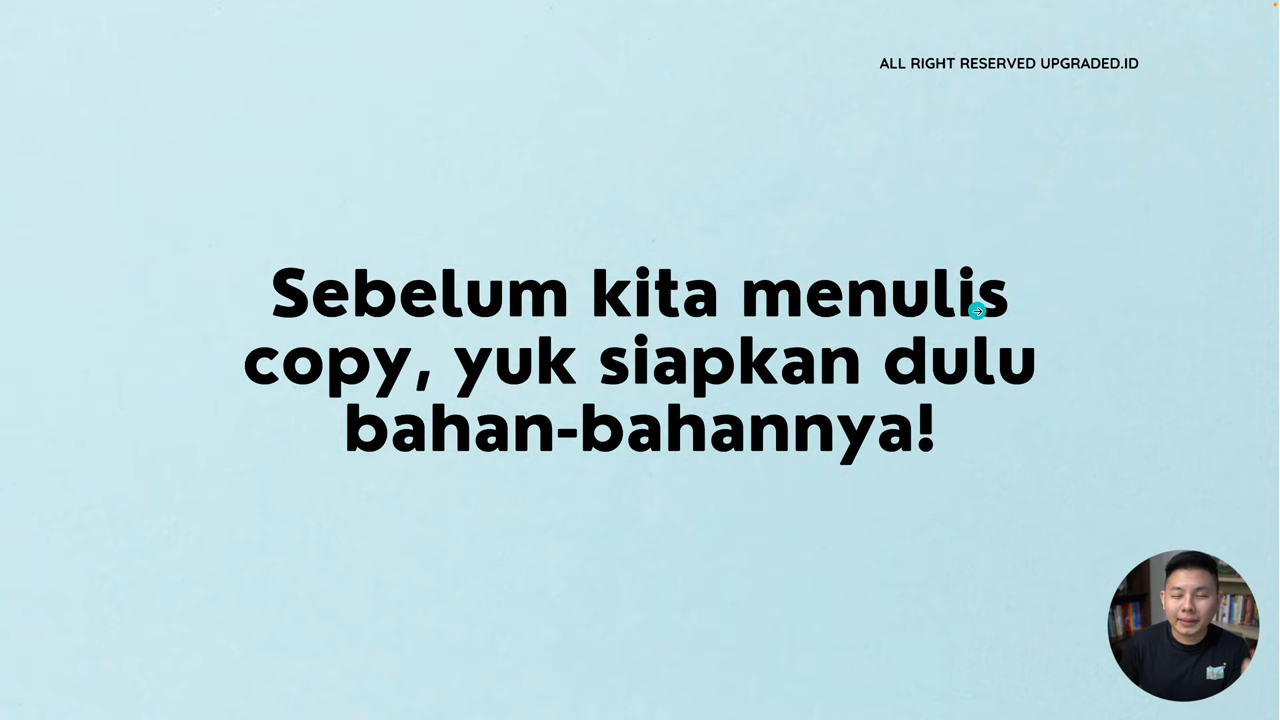 ALL RIGHT RESERVED UPGRADED.ID
Sebelum kita menulis
copy, yuk siapkan dulu
bahan-bahannya!